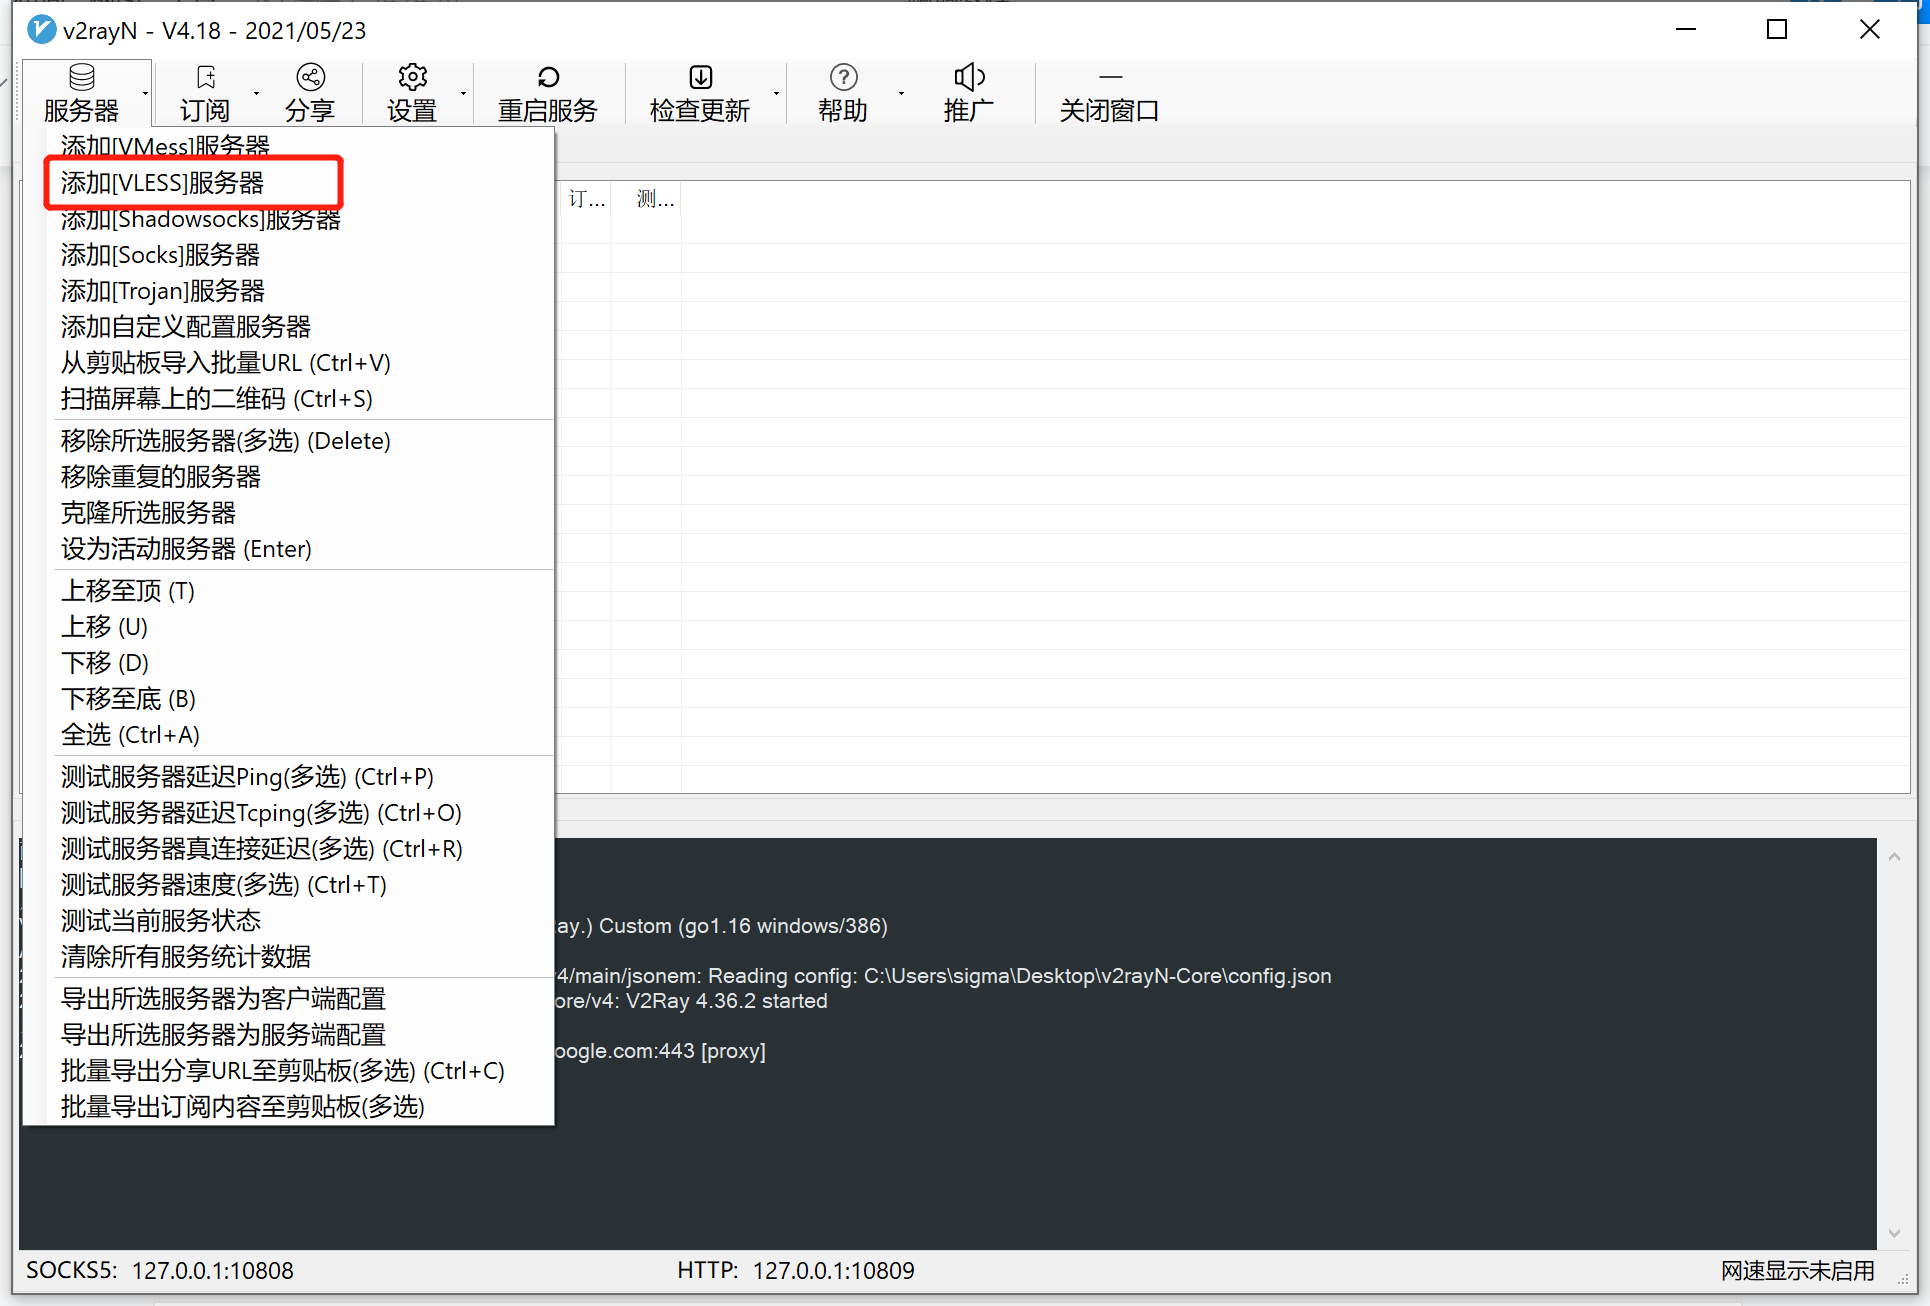 v2rayN - V4.18 - 2021/05/23
服务器 订阅 分享 设置 重启服务 检查更新 帮助 推广 关闭窗口
添加[VMess]服务器
添加[VLESS]服务器
添加[Shadowsocks]服务器
添加[Socks]服务器
添加[Trojan]服务器
添加自定义配置服务器
从剪贴板导入批量URL (Ctrl+V)
扫描屏幕上的二维码 (Ctrl+S)
移除所选服务器(多选) (Delete)
移除重复的服务器
克隆所选服务器
设为活动服务器 (Enter)
上移至顶 (T)
上移 (U)
下移 (D)
下移至底 (B)
全选 (Ctrl+A)
测试服务器延迟Ping(多选) (Ctrl+P)
测试服务器延迟Tcping(多选) (Ctrl+O)
测试服务器真连接延迟(多选) (Ctrl+R)
测试服务器速度(多选) (Ctrl+T)
测试当前服务状态
清除所有服务统计数据
导出所选服务器为客户端配置
导出所选服务器为服务端配置
批量导出分享URL至剪贴板(多选) (Ctrl+C)
批量导出订阅内容至剪贴板(多选)
订... 测...
ay.) Custom (go1.16 windows/386)
4/main/jsonem: Reading config: C:\Users\sigma\Desktop\v2rayN-Core\config.json
ore/v4: V2Ray 4.36.2 started
oogle.com:443 [proxy]
SOCKS5: 127.0.0.1:10808 HTTP: 127.0.0.1:10809 网速显示未启用